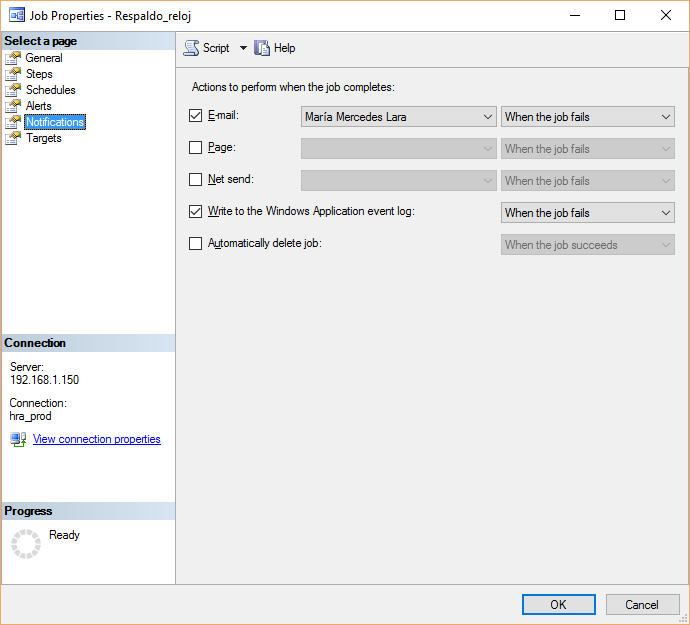 Job Properties - Respaldo_reloj
Select a page
General
Steps
Schedules
Alerts
Notifications
Targets
Script
Help
Actions to perform when the job completes:
E-mail: María Mercedes Lara When the job fails
Page: When the job fails
Net send: When the job fails
Write to the Windows Application event log: When the job fails
Automatically delete job: When the job succeeds
Connection
Server:
192.168.1.150
Connection:
hra_prod
View connection properties
Progress
Ready
OK Cancel